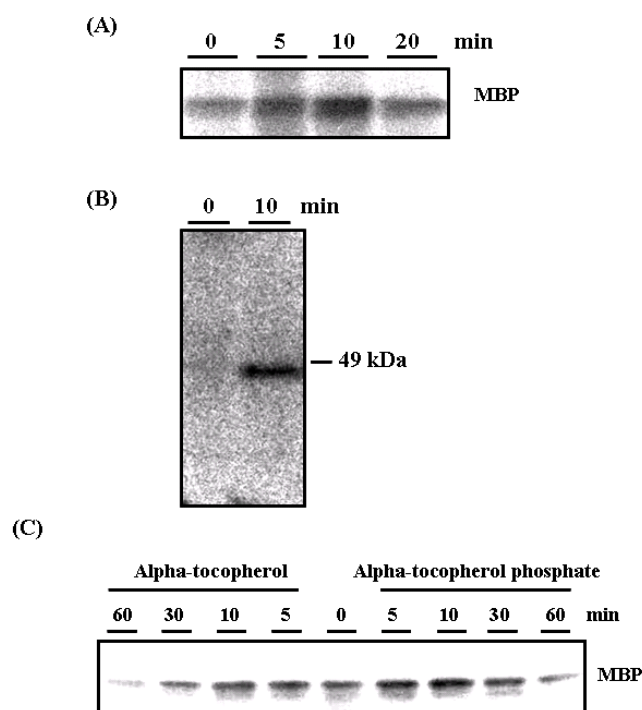 (A)
0 5 10 20 min
MBP
(B)
0 10 min
49 kDa
(C)
Alpha-tocopherol Alpha-tocopherol phosphate
60 30 10 5 0 5 10 30 60 min
MBP